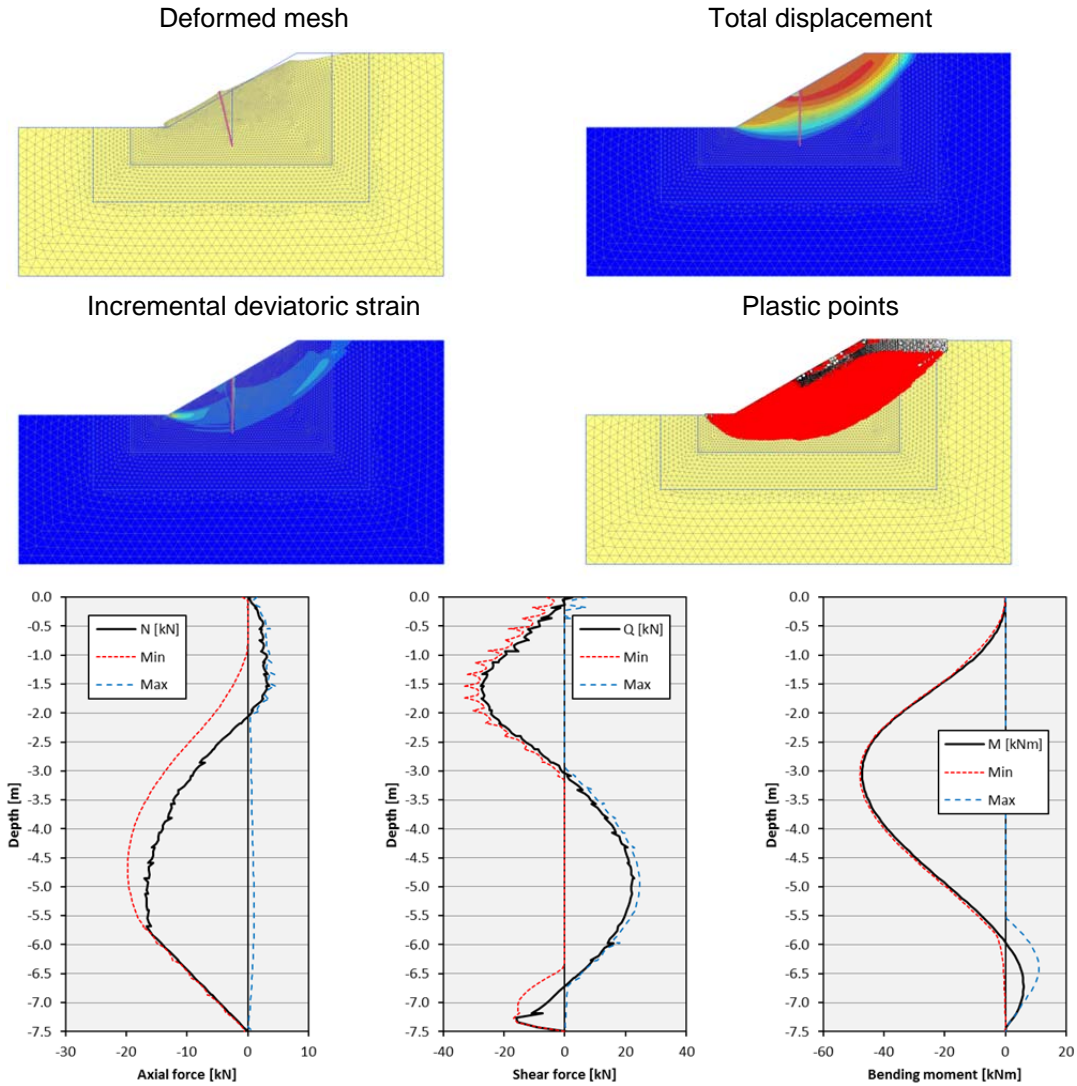 Deformed mesh
Total displacement
Incremental deviatoric strain
Plastic points
0.0
-0.5
-1.0
-1.5
-2.0
-2.5
-3.0
-3.5
-4.0
-4.5
-5.0
-5.5
-6.0
-6.5
-7.0
-7.5
Depth [m]
N [kN]
Min
Max
-30 -20 -10 0 10
Axial force [kN]
0.0
-0.5
-1.0
-1.5
-2.0
-2.5
-3.0
-3.5
-4.0
-4.5
-5.0
-5.5
-6.0
-6.5
-7.0
-7.5
Depth [m]
Q [kN]
Min
Max
-40 -20 0 20 40
Shear force [kN]
0.0
-0.5
-1.0
-1.5
-2.0
-2.5
-3.0
-3.5
-4.0
-4.5
-5.0
-5.5
-6.0
-6.5
-7.0
-7.5
Depth [m]
M [kNm]
Min
Max
-60 -40 -20 0 20
Bending moment [kNm]